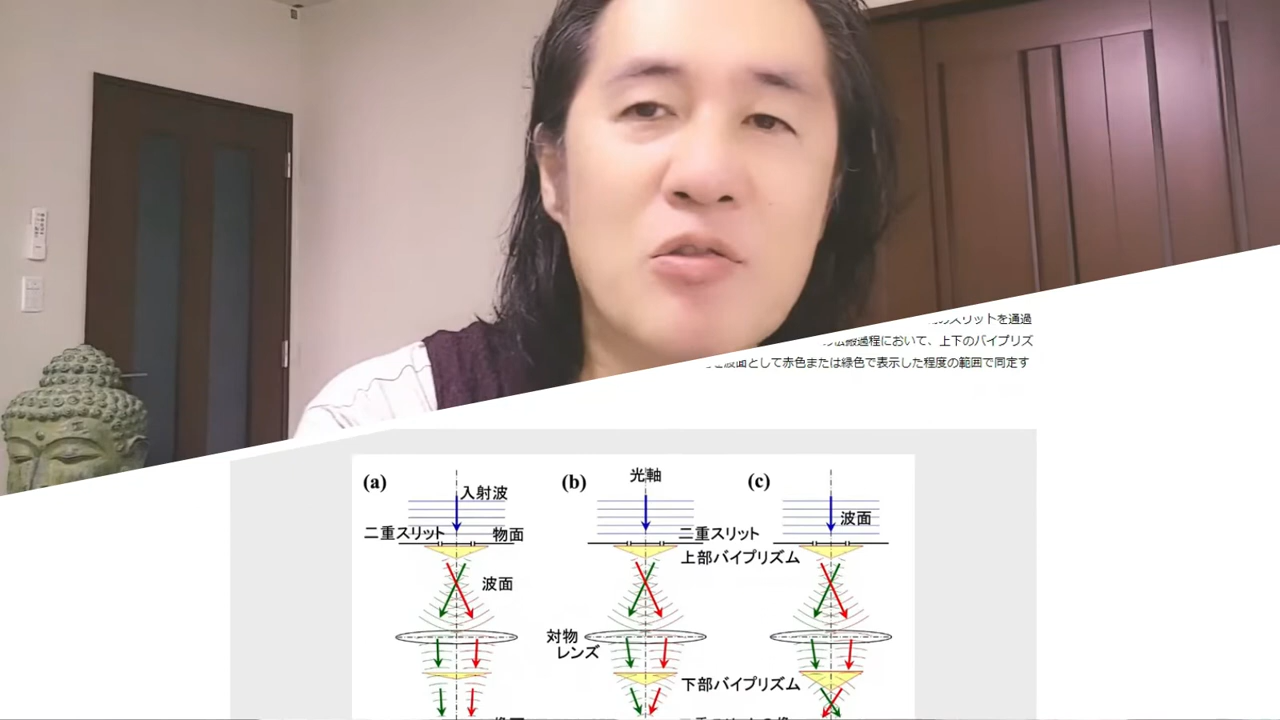 スリットを通過
伝搬過程において、上下のバイプリズ
波面として赤色または緑色で表示した程度の範囲で同定す
(a)
(b)
光軸
(c)
入射波
波面
二重スリット
物面
二重スリット
上部バイプリズム
波面
対物
レンズ
下部バイプリズム